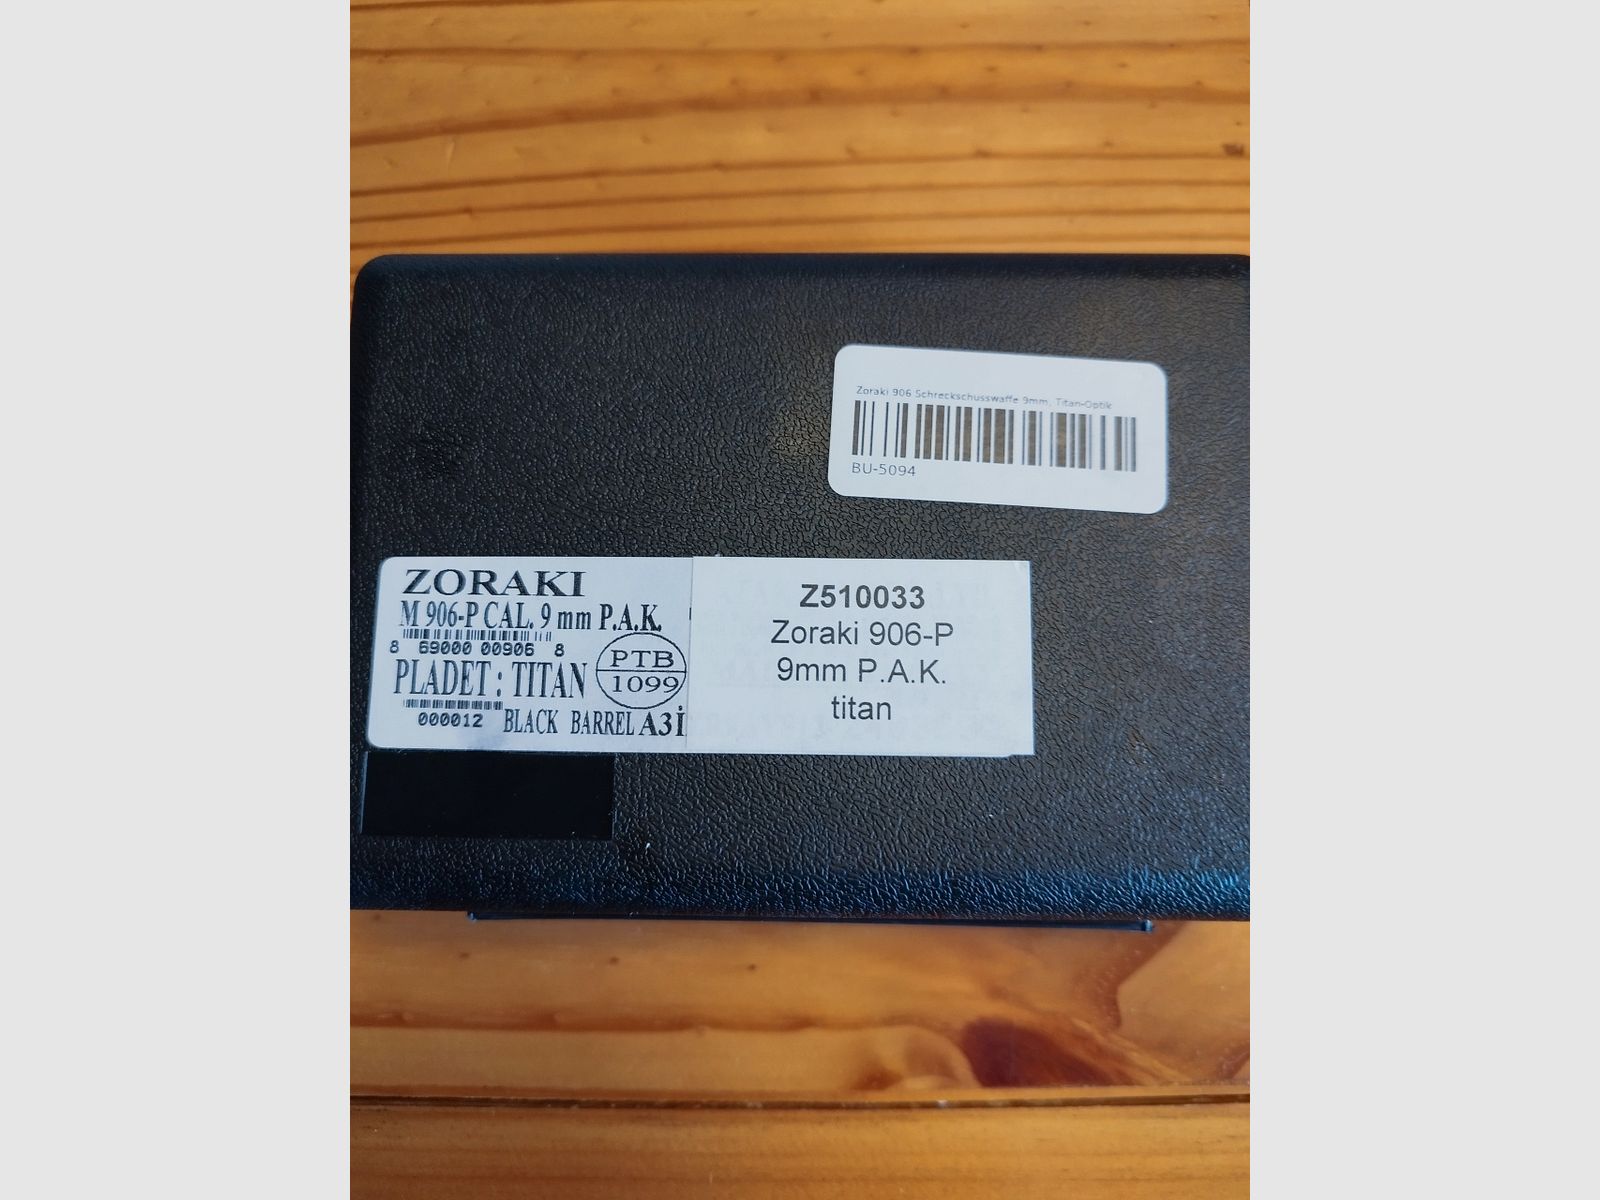 Zoraki 906 Schreckschusswaffe 9mm, Titan-Optik
BU-5094
ZORAKI
M 906-P CAL. 9 mm P.A.K.
8 69000 00906 8
PLADET : TITAN
PTB
1099
000012 BLACK BARREL A3İ
Z510033
Zoraki 906-P
9mm P.A.K.
titan